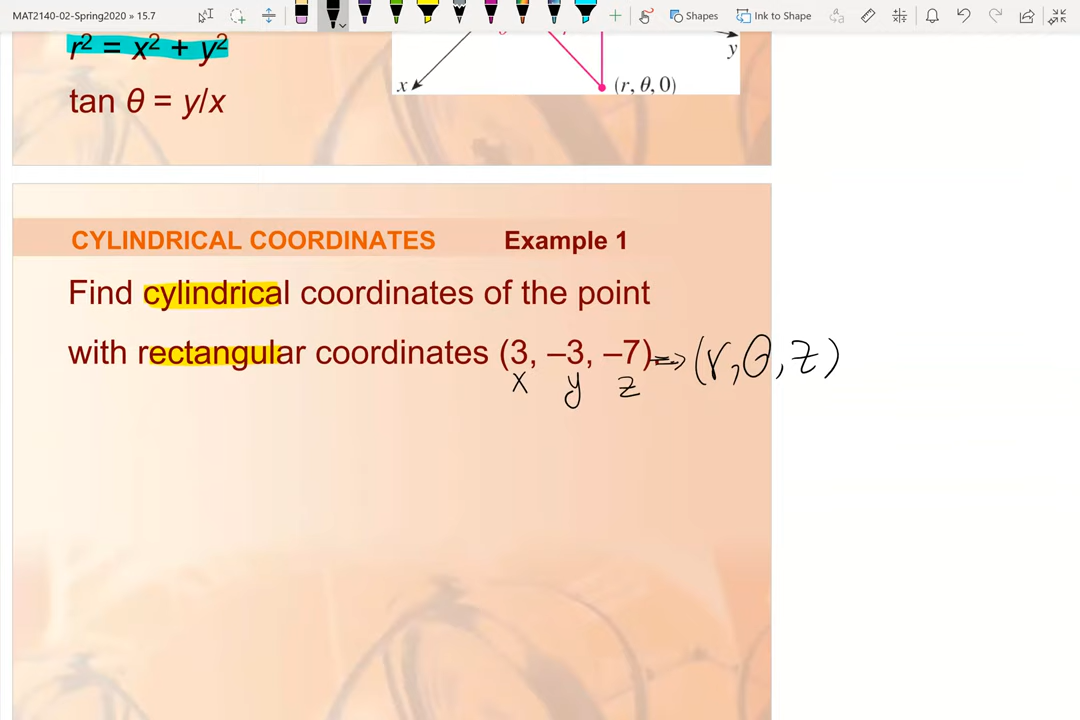 MAT2140-02-Spring2020 » 15.7
Shapes
Ink to Shape
r² = x² + y²
tan θ = y/x
x
y
(r, θ, 0)
CYLINDRICAL COORDINATES Example 1
Find cylindrical coordinates of the point
with rectangular coordinates (3, –3, –7) => (r, θ, z)
x y z